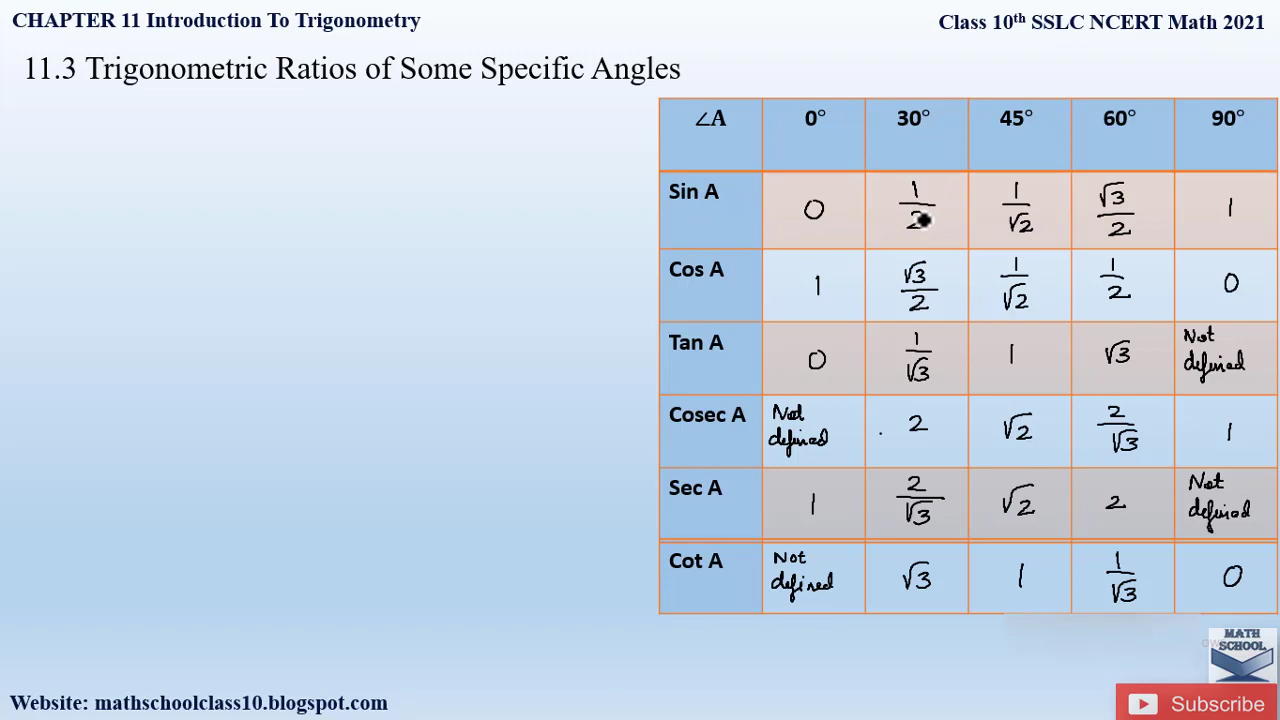 CHAPTER 11 Introduction To Trigonometry
Class 10th SSLC NCERT Math 2021
11.3 Trigonometric Ratios of Some Specific Angles
∠A 0° 30° 45° 60° 90°
Sin A 0 1/2 1/√2 √3/2 1
Cos A 1 √3/2 1/√2 1/2 0
Tan A 0 1/√3 1 √3 Not defined
Cosec A Not defined 2 √2 2/√3 1
Sec A 1 2/√3 √2 2 Not defined
Cot A Not defined √3 1 1/√3 0
MATH
SCHOOL
Website: mathschoolclass10.blogspot.com
Subscribe